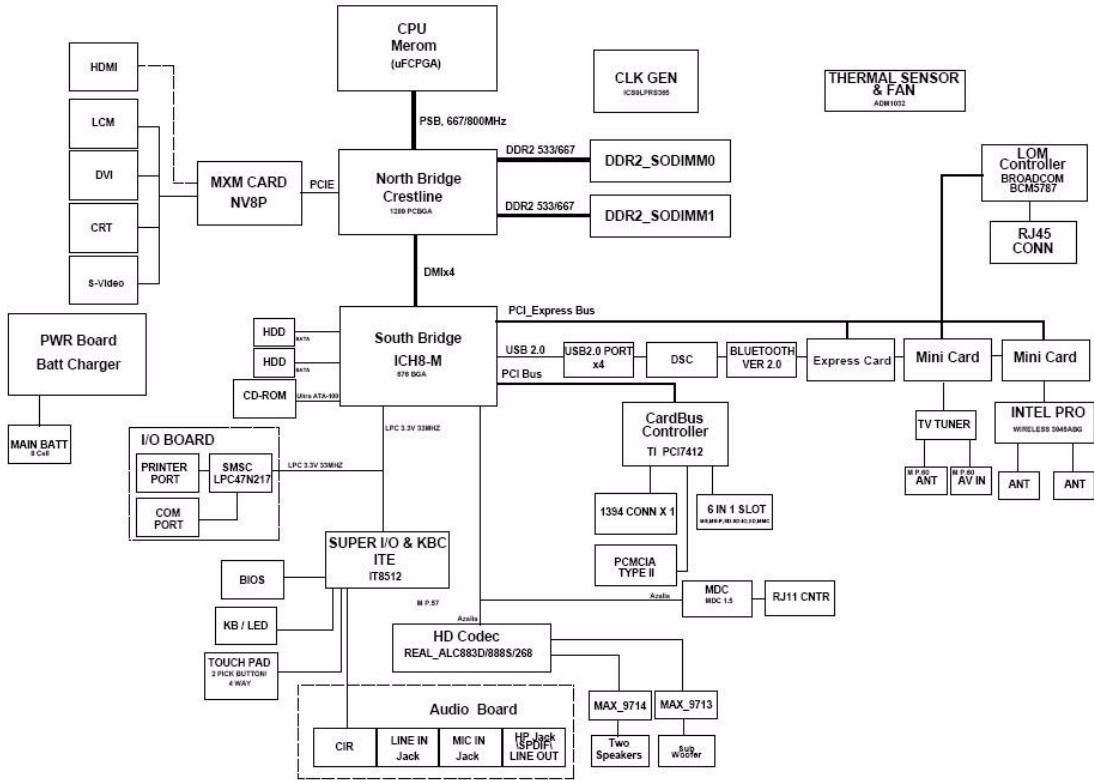 CPU
Merom
(uFCPGA)
HDMI
CLK GEN
ICS9LPRS365
THERMAL SENSOR
& FAN
ADM1032
PSB, 667/800MHz
LCM
DDR2 533/667
DDR2_SODIMM0
LOM
Controller
BROADCOM
BCM5787
DVI
MXM CARD
NV8P
PCIE
North Bridge
Crestline
1299 PCBGA
DDR2 533/667
DDR2_SODIMM1
CRT
RJ45
CONN
S-Video
DMIx4
PCI_Express Bus
PWR Board
Batt Charger
HDD
SATA
HDD
SATA
CD-ROM
Ultra ATA-100
South Bridge
ICH8-M
676 BGA
USB 2.0
USB2.0 PORT
x4
DSC
BLUETOOTH
VER 2.0
Express Card
Mini Card
Mini Card
PCI Bus
CardBus
Controller
TI PCI7412
TV TUNER
INTEL PRO
WIRELESS 3945ABG
MAIN BATT
8 Cell
LPC 3.3V 33MHZ
I/O BOARD
PRINTER
PORT
SMSC
LPC47N217
LPC 3.3V 33MHZ
COM
PORT
M P.60
ANT
M P.60
AV IN
ANT
ANT
1394 CONN X 1
6 IN 1 SLOT
SUPER I/O & KBC
ITE
IT8512
PCMCIA
TYPE II
BIOS
M P.57
Azalia
MDC
MDC 1.5
RJ11 CNTR
KB / LED
Azalia
HD Codec
REAL_ALC883D/888S/268
TOUCH PAD
2 PICK BUTTON/
4 WAY
Audio Board
CIR
LINE IN
Jack
MIC IN
Jack
HP Jack
\SPDIF\
LINE OUT
MAX_9714
MAX_9713
Two
Speakers
Sub
Woofer